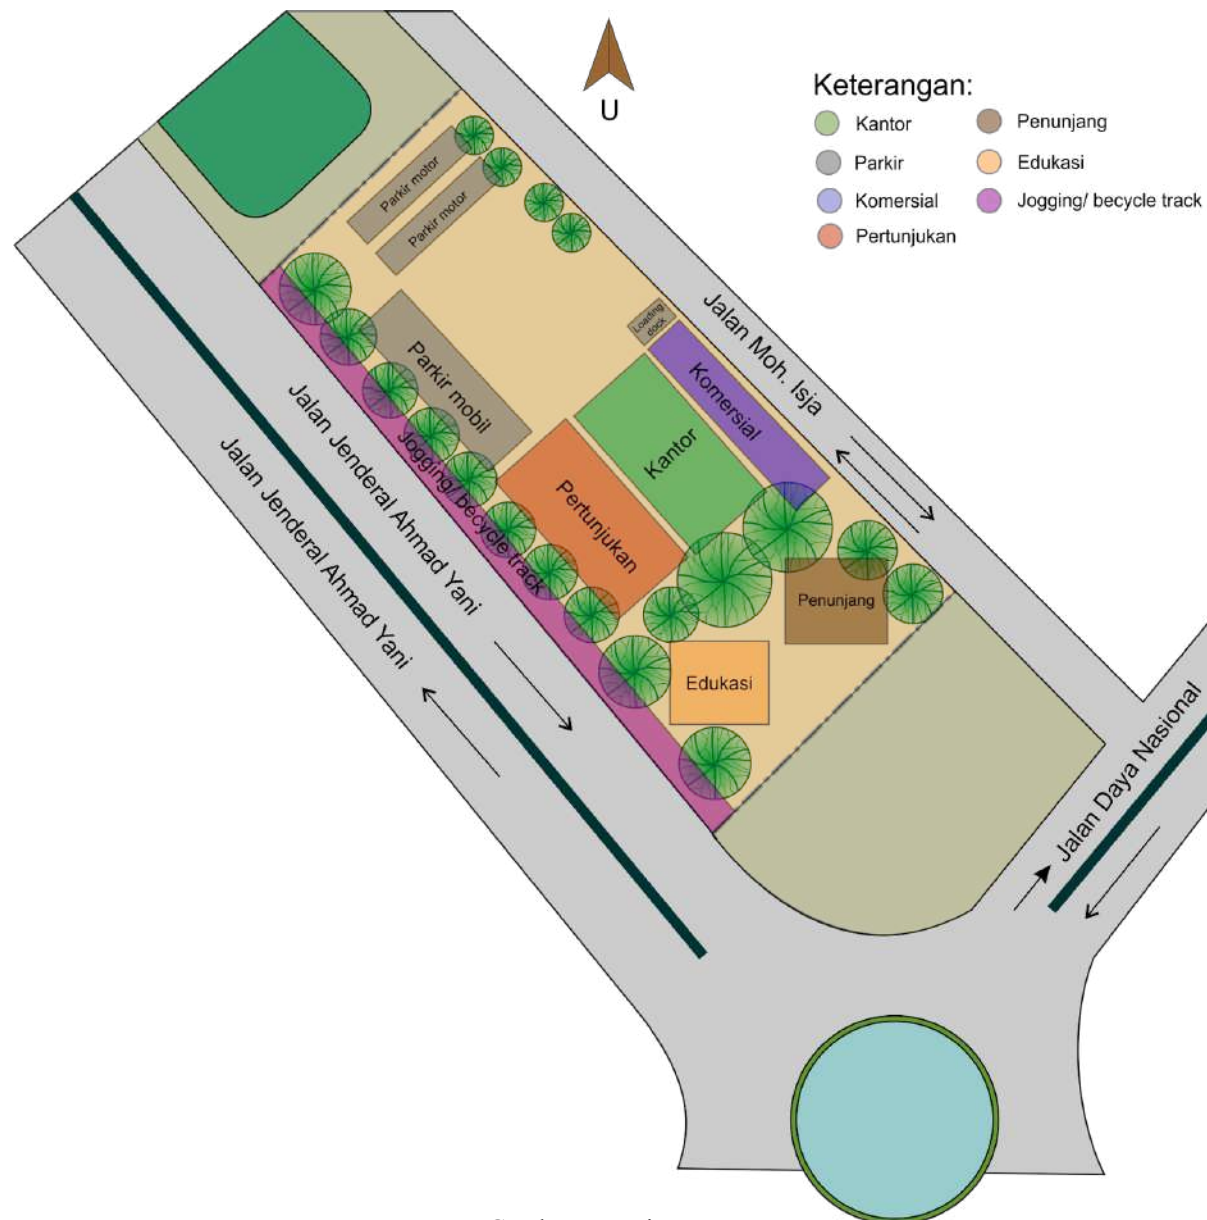 U
Keterangan:
Kantor
Parkir
Komersial
Pertunjukan
Penunjang
Edukasi
Jogging/ becycle track
Parkir motor
Parkir motor
Loading
dock
Jalan Moh. Isja
Komersial
Kantor
Parkir mobil
Pertunjukan
Jogging/ becycle track
Jalan Jenderal Ahmad Yani
Jalan Jenderal Ahmad Yani
Penunjang
Edukasi
Jalan Daya Nasional